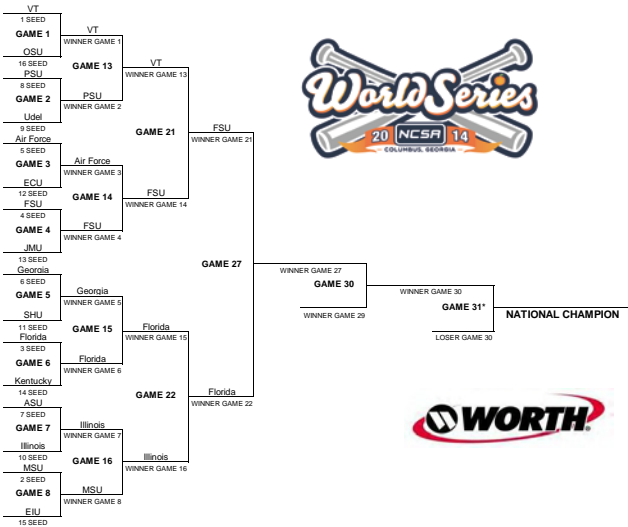 VT
1 SEED
GAME 1
OSU
16 SEED
VT
WINNER GAME 1
GAME 13
PSU
8 SEED
GAME 2
Udel
9 SEED
PSU
WINNER GAME 2
VT
WINNER GAME 13
GAME 21
Air Force
5 SEED
GAME 3
ECU
12 SEED
Air Force
WINNER GAME 3
GAME 14
FSU
4 SEED
GAME 4
JMU
13 SEED
FSU
WINNER GAME 4
FSU
WINNER GAME 14
FSU
WINNER GAME 21
GAME 27
Georgia
6 SEED
GAME 5
SHU
11 SEED
Georgia
WINNER GAME 5
GAME 15
Florida
3 SEED
GAME 6
Kentucky
14 SEED
Florida
WINNER GAME 6
Florida
WINNER GAME 15
GAME 22
ASU
7 SEED
GAME 7
Illinois
10 SEED
Illinois
WINNER GAME 7
GAME 16
MSU
2 SEED
GAME 8
EIU
15 SEED
MSU
WINNER GAME 8
Illinois
WINNER GAME 16
Florida
WINNER GAME 22
WINNER GAME 27
GAME 30
WINNER GAME 29
WINNER GAME 30
GAME 31*
LOSER GAME 30
NATIONAL CHAMPION
World Series
20 NCSA 14
COLUMBUS, GEORGIA
WORTH